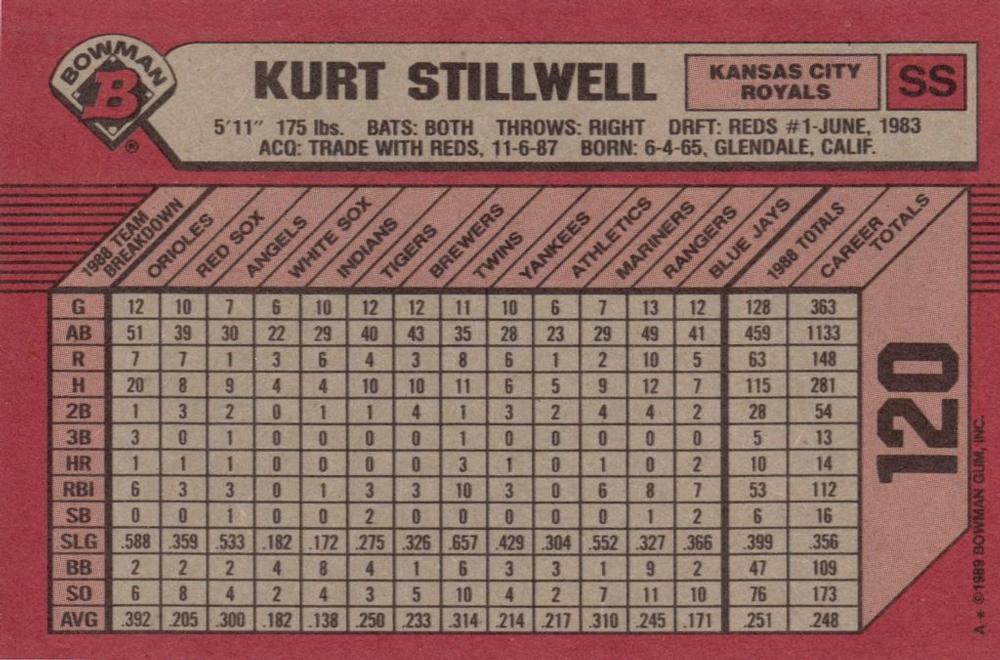 BOWMAN
B
®
KURT STILLWELL
KANSAS CITY
ROYALS
SS
5'11" 175 lbs. BATS: BOTH THROWS: RIGHT DRFT: REDS #1-JUNE, 1983
ACQ: TRADE WITH REDS, 11-6-87 BORN: 6-4-65, GLENDALE, CALIF.
1988 TEAM BREAKDOWN ORIOLES RED SOX ANGELS WHITE SOX INDIANS TIGERS BREWERS TWINS YANKEES ATHLETICS MARINERS RANGERS BLUE JAYS 1988 TOTALS CAREER TOTALS
G 12 10 7 6 10 12 12 11 10 6 7 13 12 128 363
AB 51 39 30 22 29 40 43 35 28 23 29 49 41 459 1133
R 7 7 1 3 6 4 3 8 6 1 2 10 5 63 148
H 20 8 9 4 4 10 10 11 6 5 9 12 7 115 281
2B 1 3 2 0 1 1 4 1 3 2 4 4 2 28 54
3B 3 0 1 0 0 0 0 1 0 0 0 0 0 5 13
HR 1 1 1 0 0 0 0 3 1 0 1 0 2 10 14
RBI 6 3 3 0 1 3 3 10 3 0 6 8 7 53 112
SB 0 0 1 0 0 2 0 0 0 0 0 1 2 6 16
SLG .588 .359 .533 .182 .172 .275 .326 .657 .429 .304 .552 .327 .366 .399 .356
BB 2 2 2 4 8 4 1 6 3 3 1 9 2 47 109
SO 6 8 4 2 4 3 5 10 4 2 7 11 10 76 173
AVG .392 .205 .300 .182 .138 .250 .233 .314 .214 .217 .310 .245 .171 .251 .248
120
A* ©1989 BOWMAN GUM, INC.